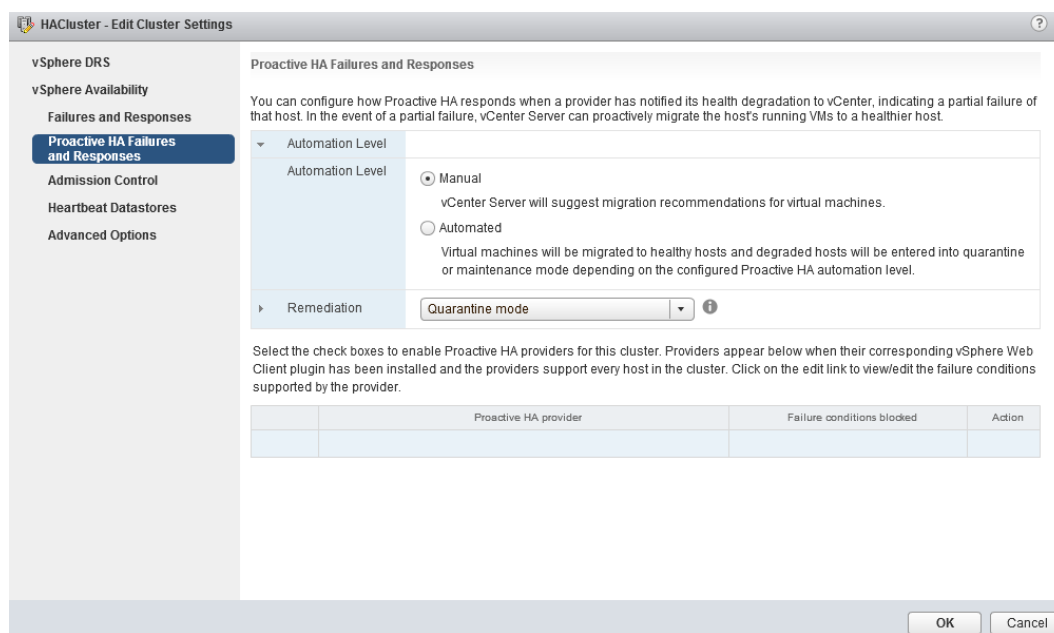 HACluster - Edit Cluster Settings
?
vSphere DRS
vSphere Availability
Failures and Responses
Proactive HA Failures
and Responses
Admission Control
Heartbeat Datastores
Advanced Options
Proactive HA Failures and Responses
You can configure how Proactive HA responds when a provider has notified its health degradation to vCenter, indicating a partial failure of
that host. In the event of a partial failure, vCenter Server can proactively migrate the host's running VMs to a healthier host.
Automation Level
Automation Level
Manual
vCenter Server will suggest migration recommendations for virtual machines.
Automated
Virtual machines will be migrated to healthy hosts and degraded hosts will be entered into quarantine
or maintenance mode depending on the configured Proactive HA automation level.
Remediation
Quarantine mode
Select the check boxes to enable Proactive HA providers for this cluster. Providers appear below when their corresponding vSphere Web
Client plugin has been installed and the providers support every host in the cluster. Click on the edit link to view/edit the failure conditions
supported by the provider.
Proactive HA provider
Failure conditions blocked
Action
OK
Cancel